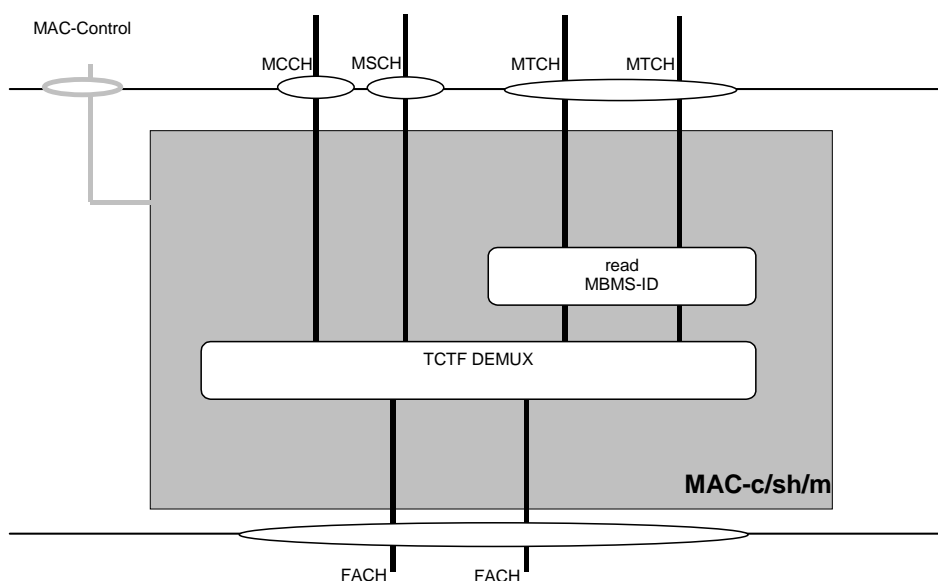 MAC-Control
MCCH
MSCH
MTCH
MTCH
read
MBMS-ID
TCTF DEMUX
MAC-c/sh/m
FACH
FACH